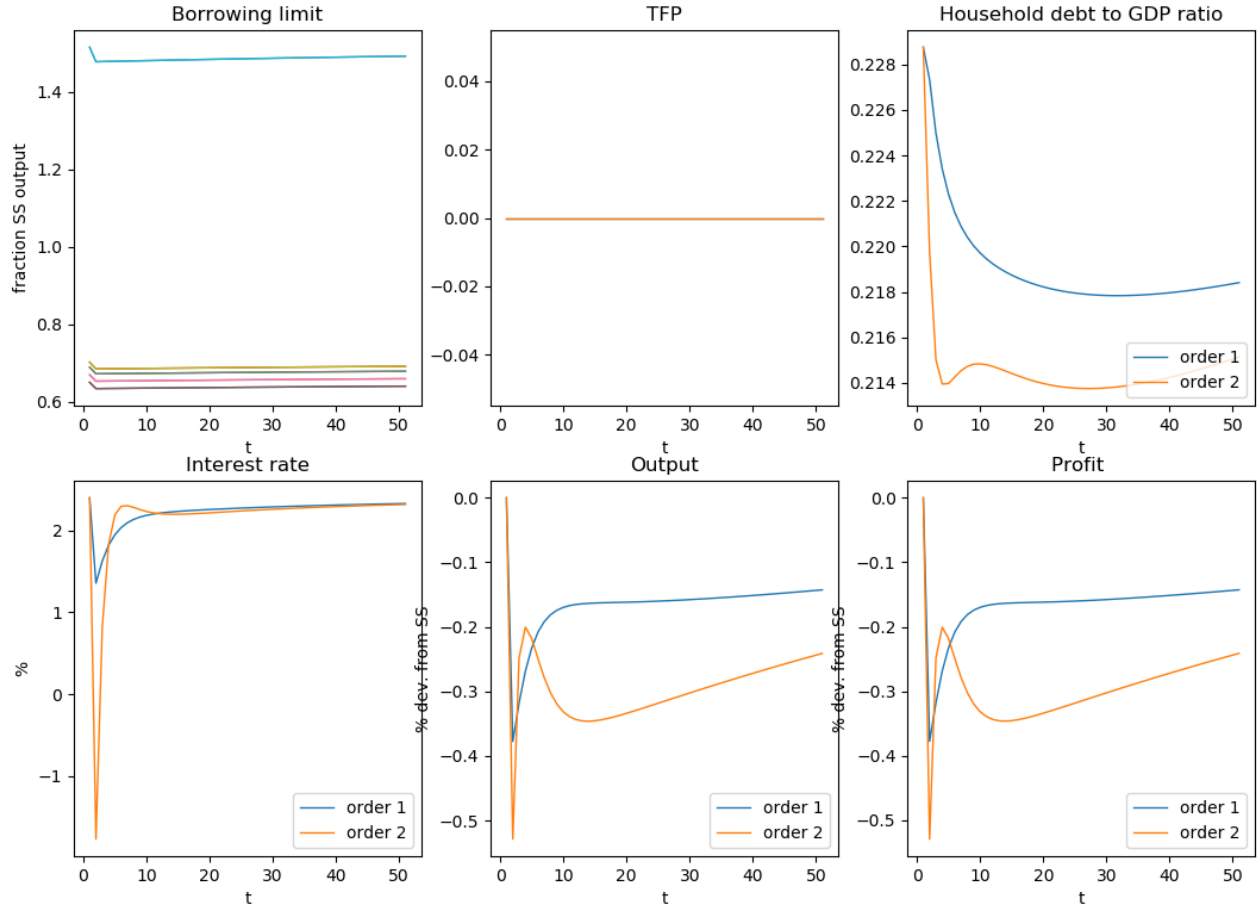 Borrowing limit
fraction SS output
1.4
1.2
1.0
0.8
0.6
0 10 20 30 40 50
t
TFP
0.04
0.02
0.00
−0.02
−0.04
0 10 20 30 40 50
Household debt to GDP ratio
0.228
0.226
0.224
0.222
0.220
0.218
0.216
0.214
order 1
order 2
0 10 20 30 40 50
t
Interest rate
%
2
1
0
−1
order 1
order 2
0 10 20 30 40 50
t
t
Output
% dev. from SS
0.0
−0.1
−0.2
−0.3
−0.4
−0.5
order 1
order 2
0 10 20 30 40 50
t
Profit
% dev. from SS
0.0
−0.1
−0.2
−0.3
−0.4
−0.5
order 1
order 2
0 10 20 30 40 50
t